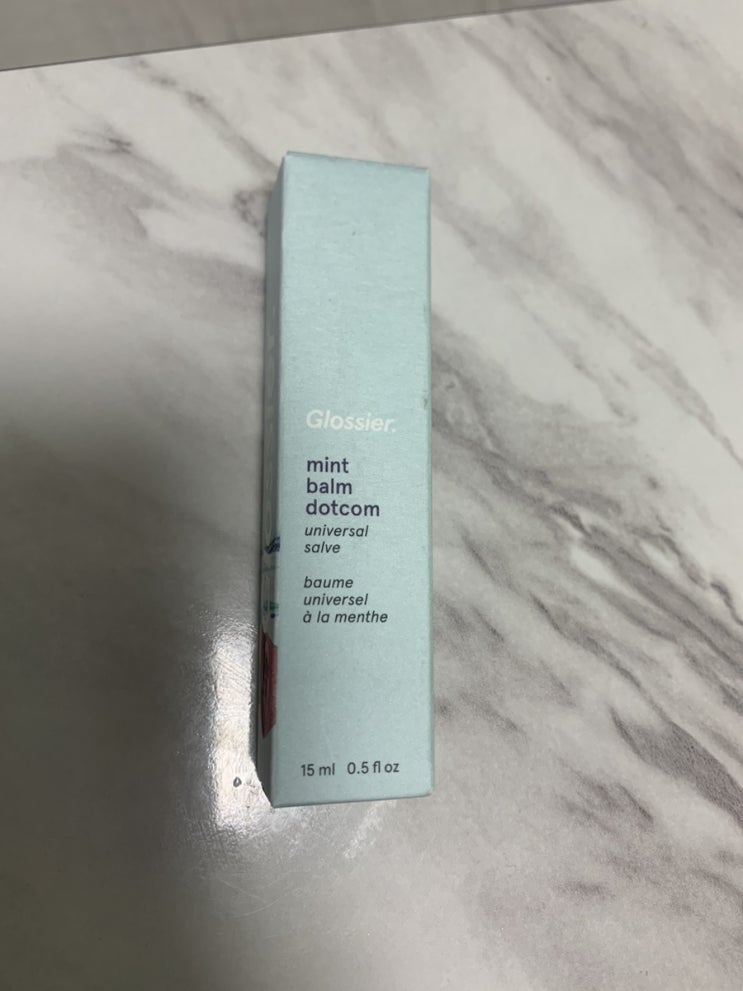 Glossier.
mint
balm
dotcom
universal
salve
baume
universel
à la menthe
15 ml 0.5 fl oz